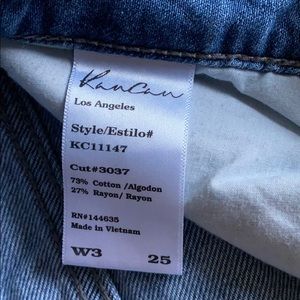 KanCan
Los Angeles
Style/Estilo#
KC11147
Cut#3037
73% Cotton /Algodon
27% Rayon/ Rayon
RN#144635
Made in Vietnam
W3 25